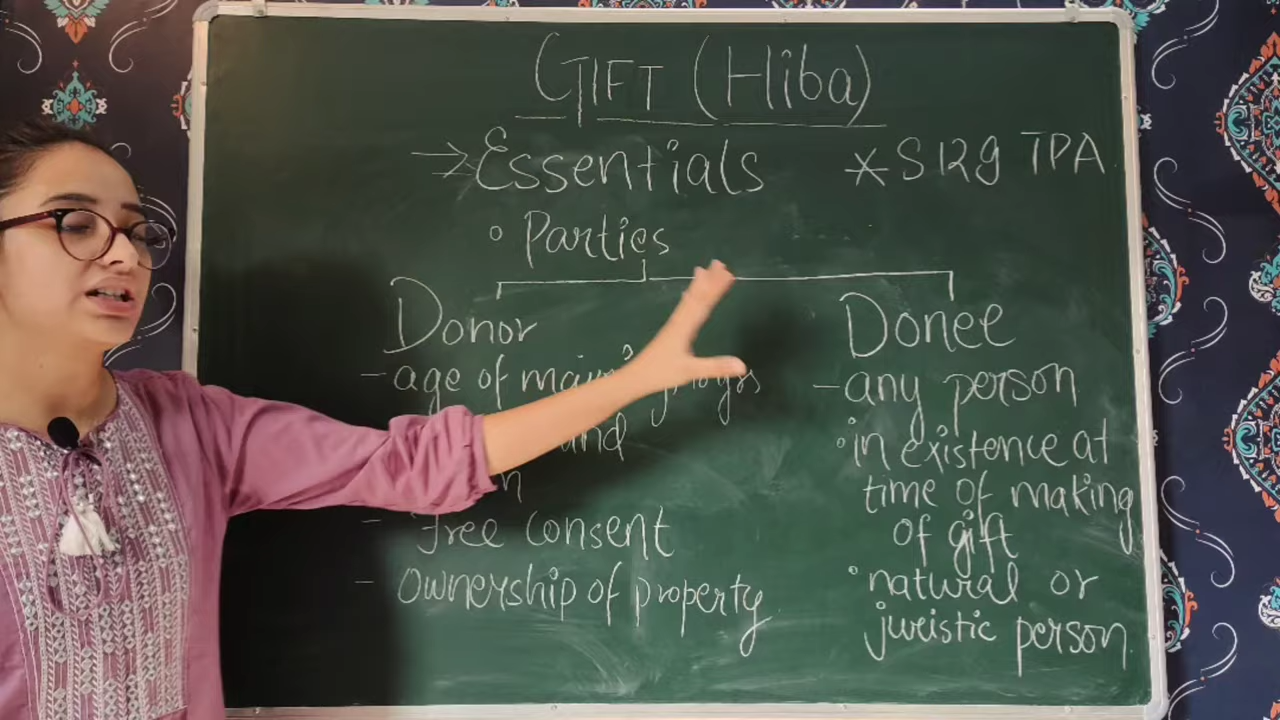 GIFT (Hiba)
→ Essentials
* S 129 TPA
° Parties
Donor
- age of
- Free consent
- Ownership of property
Donee
- any person
• in existence at
time of making
of gift
• natural or
juristic person